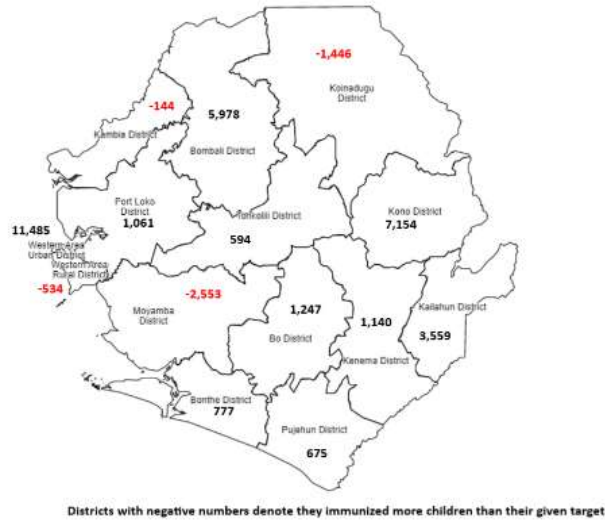 -1,446
Koinadugu
District
-144
5,978
Kambia District
Bombali District
Port Loko
District
1,061
Kono District
7,154
Tonkolili District
594
11,485
Western Area
Urban District
Western Area
Rural District
-534
-2,553
Moyamba
District
1,247
Bo District
1,140
Kenema District
Kailahun District
3,559
Bonthe District
777
Pujehun District
675
Districts with negative numbers denote they immunized more children than their given target